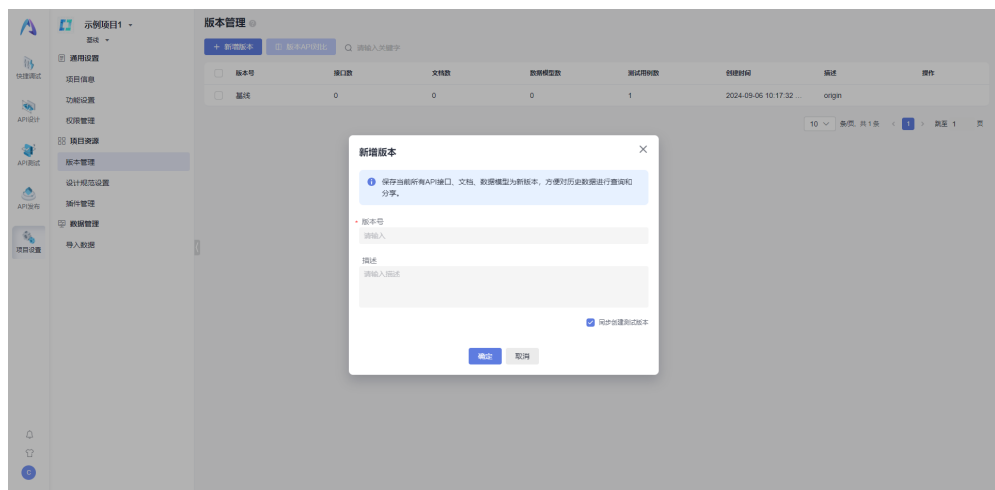 示例项目1
基线
快捷调试
API设计
API测试
API发布
项目设置
C
通用设置
项目信息
功能设置
权限管理
项目资源
版本管理
设计规范设置
插件管理
数据管理
导入数据
版本管理
+ 新增版本
版本API对比
请输入关键字
版本号 接口数 文档数 数据模型数 测试用例数 创建时间 描述 操作
基线 0 0 0 1 2024-09-06 10:17:32 ... origin
10 条/页, 共 1 条 < 1 > 跳至 1 页
新增版本
保存当前所有API接口、文档、数据模型为新版本，方便对历史数据进行查询和
分享。
* 版本号
请输入
描述
请输入描述
同步创建测试版本
确定 取消